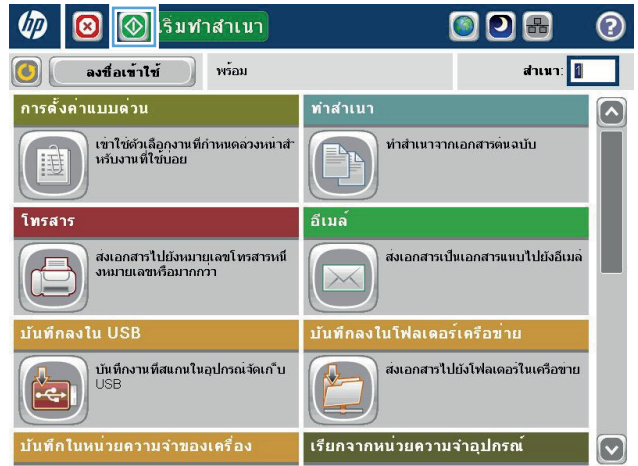 hp
เริ่มทำสำเนา
?
ลงชื่อเข้าใช้
พร้อม
สำเนา: 1
การตั้งค่าแบบด่วน
เข้าใช้ตัวเลือกงานที่กำหนดล่วงหน้าสำ
หรับงานที่ใช้บ่อย
ทำสำเนา
ทำสำเนาจากเอกสารต้นฉบับ
โทรสาร
ส่งเอกสารไปยังหมายเลขโทรสารหนึ่
งหมายเลขหรือมากกว่า
อีเมล์
ส่งเอกสารเป็นเอกสารแนบไปยังอีเมล์
บันทึกลงใน USB
บันทึกงานที่สแกนในอุปกรณ์จัดเก็บ
USB
บันทึกลงในโฟลเดอร์เครือข่าย
ส่งเอกสารไปยังโฟลเดอร์ในเครือข่าย
บันทึกในหน่วยความจำของเครื่อง
เรียกจากหน่วยความจำอุปกรณ์